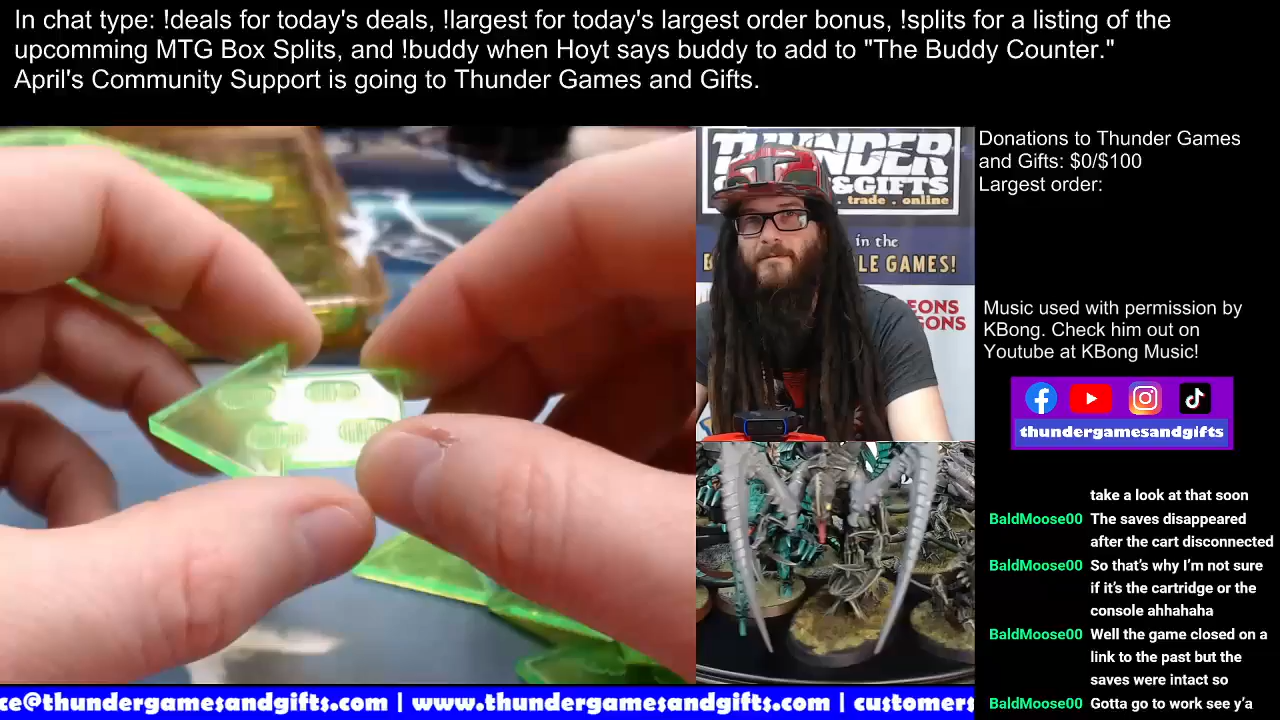 In chat type: !deals for today's deals, !largest for today's largest order bonus, !splits for a listing of the
upcomming MTG Box Splits, and !buddy when Hoyt says buddy to add to "The Buddy Counter."
April's Community Support is going to Thunder Games and Gifts.
THUNDER
&GIFTS
. trade . online
in the
LE GAMES!
Donations to Thunder Games
and Gifts: $0/$100
Largest order:
Music used with permission by
KBong. Check him out on
Youtube at KBong Music!
thundergamesandgifts
take a look at that soon
BaldMoose00 The saves disappeared
after the cart disconnected
BaldMoose00 So that's why I'm not sure
if it's the cartridge or the
console ahhahaha
BaldMoose00 Well the game closed on a
link to the past but the
saves were intact so
BaldMoose00 Gotta go to work see y'a
ce@thundergamesandgifts.com | www.thundergamesandgifts.com | customers